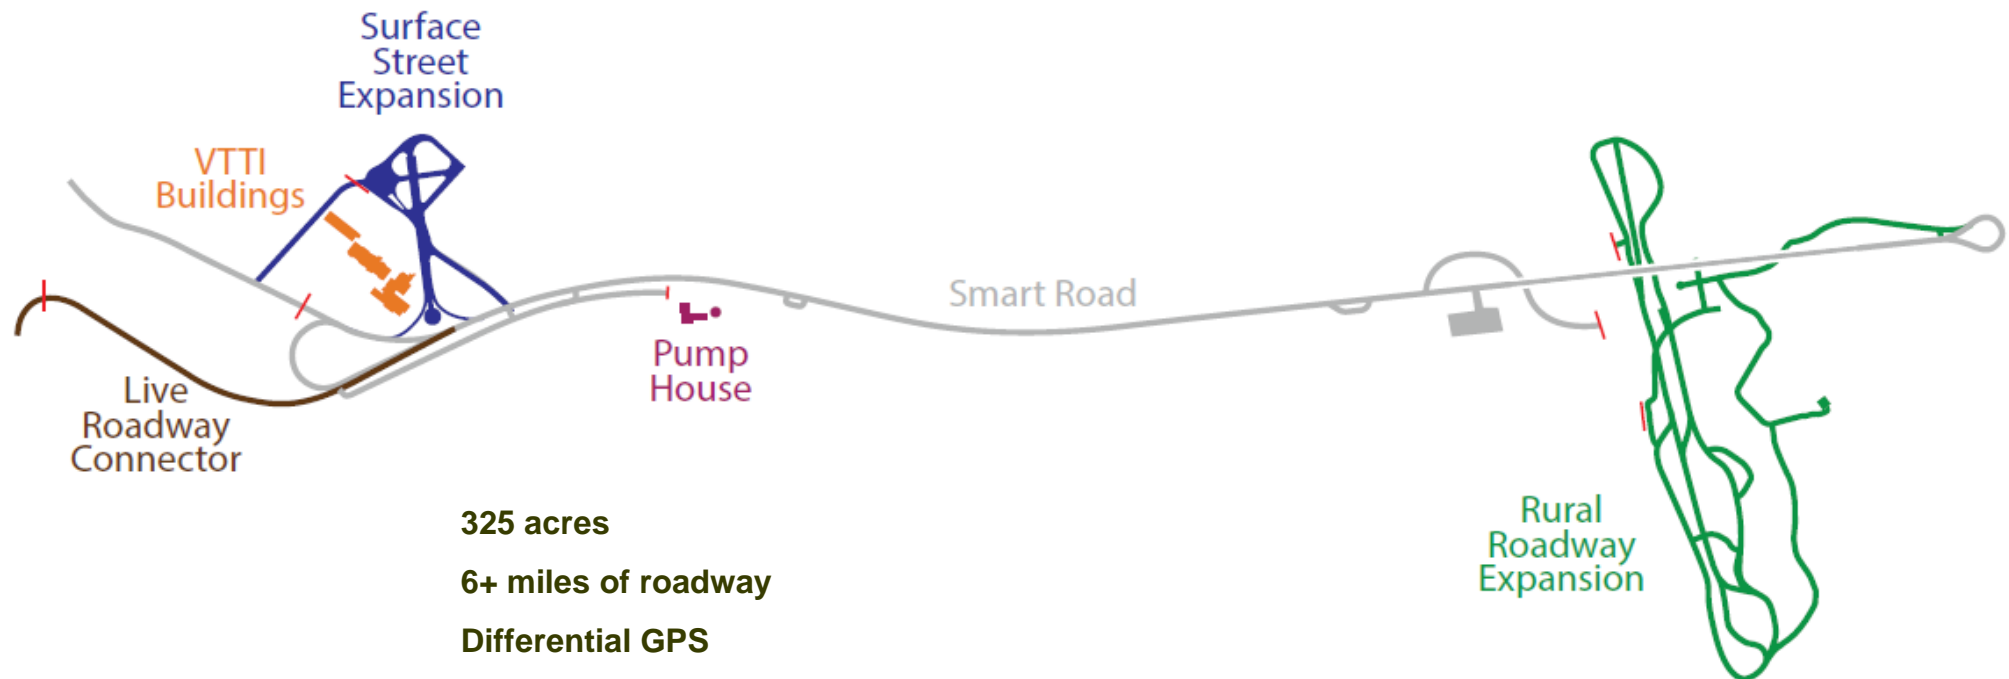 Surface
Street
Expansion
VTTI
Buildings
Smart Road
Pump
House
Live
Roadway
Connector
Rural
Roadway
Expansion
325 acres
6+ miles of roadway
Differential GPS